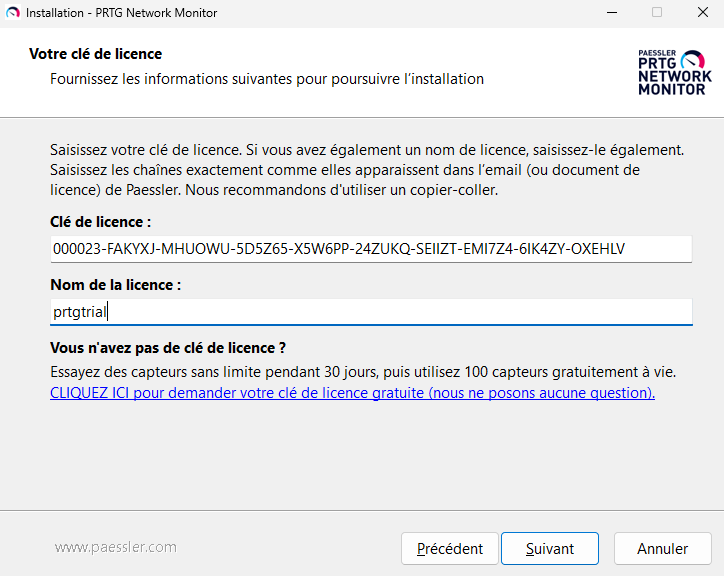 Installation - PRTG Network Monitor
Votre clé de licence
Fournissez les informations suivantes pour poursuivre l'installation
PAESSLER
PRTG
NETWORK
MONITOR
Saisissez votre clé de licence. Si vous avez également un nom de licence, saisissez-le également.
Saisissez les chaînes exactement comme elles apparaissent dans l'email (ou document de
licence) de Paessler. Nous recommandons d'utiliser un copier-coller.
Clé de licence :
000023-FAKYXJ-MHUOWU-5D5Z65-X5W6PP-24ZUKQ-SEIIZT-EMI7Z4-6IK4ZY-OXEHLV
Nom de la licence :
prtgtrial
Vous n'avez pas de clé de licence ?
Essayez des capteurs sans limite pendant 30 jours, puis utilisez 100 capteurs gratuitement à vie.
CLIQUEZ ICI pour demander votre clé de licence gratuite (nous ne posons aucune question).
www.paessler.com
Précédent
Suivant
Annuler